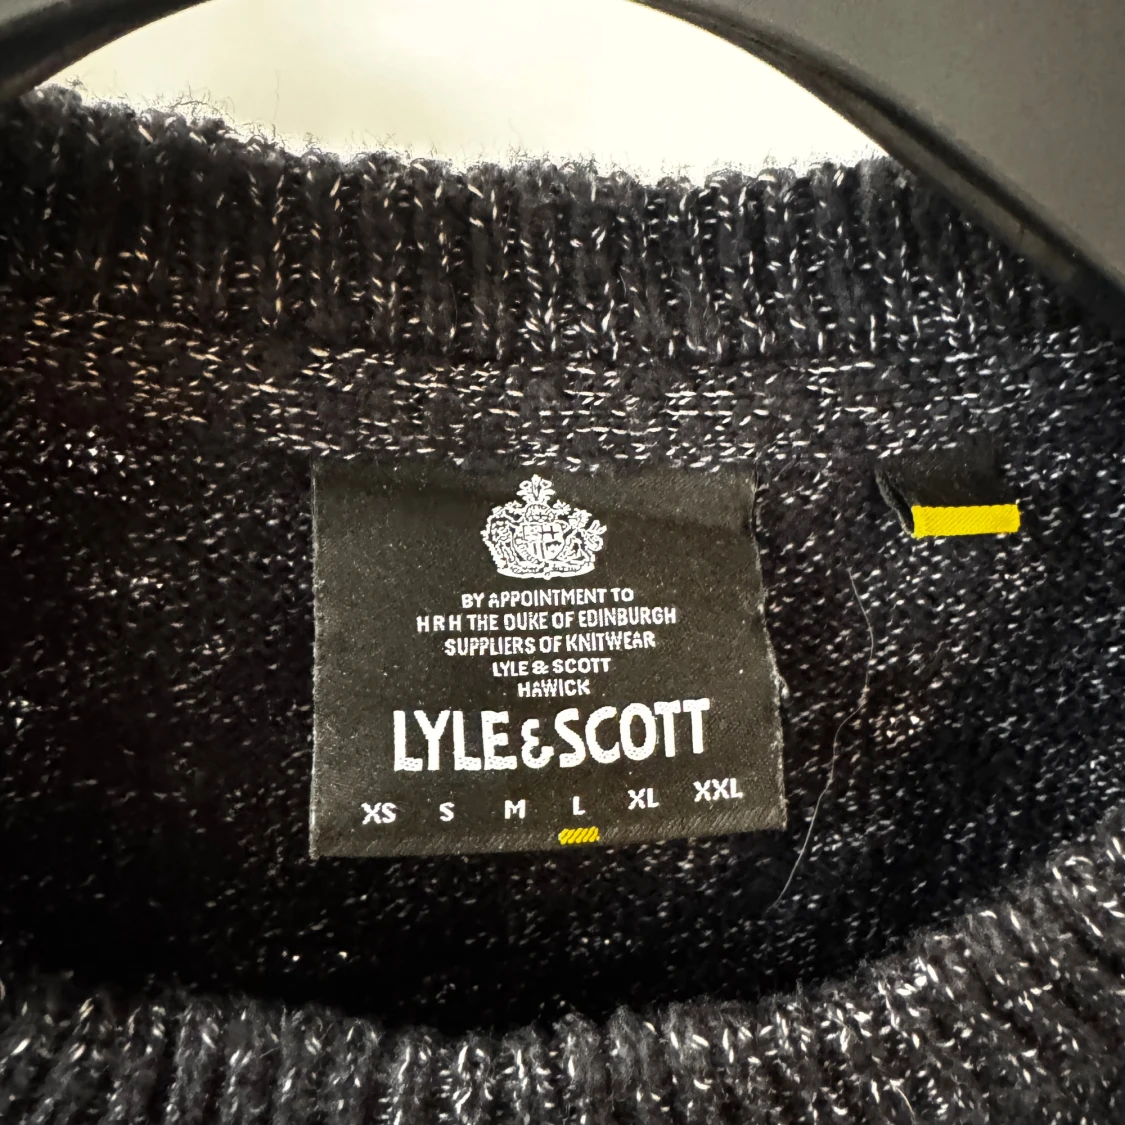 BY APPOINTMENT TO
H R H THE DUKE OF EDINBURGH
SUPPLIERS OF KNITWEAR
LYLE & SCOTT
HAWICK
LYLE & SCOTT
XS S M L XL XXL